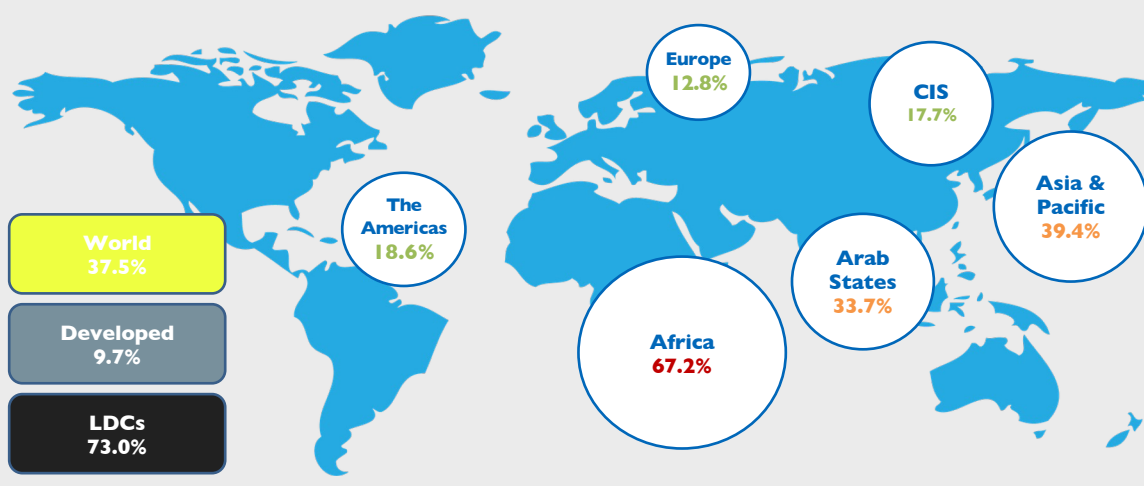 Europe
12.8%
CIS
17.7%
Asia &
Pacific
39.4%
The
Americas
18.6%
World
37.5%
Arab
States
33.7%
Developed
9.7%
Africa
67.2%
LDCs
73.0%